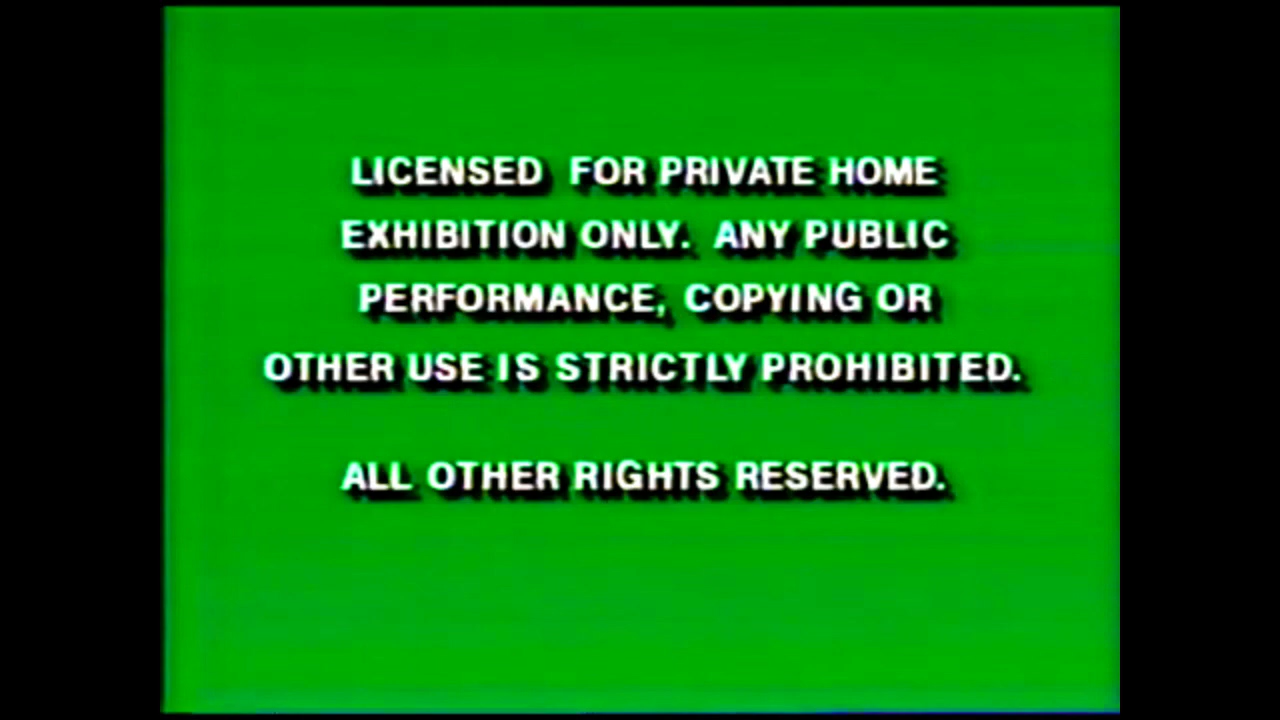 LICENSED FOR PRIVATE HOME
EXHIBITION ONLY. ANY PUBLIC
PERFORMANCE, COPYING OR
OTHER USE IS STRICTLY PROHIBITED.
ALL OTHER RIGHTS RESERVED.